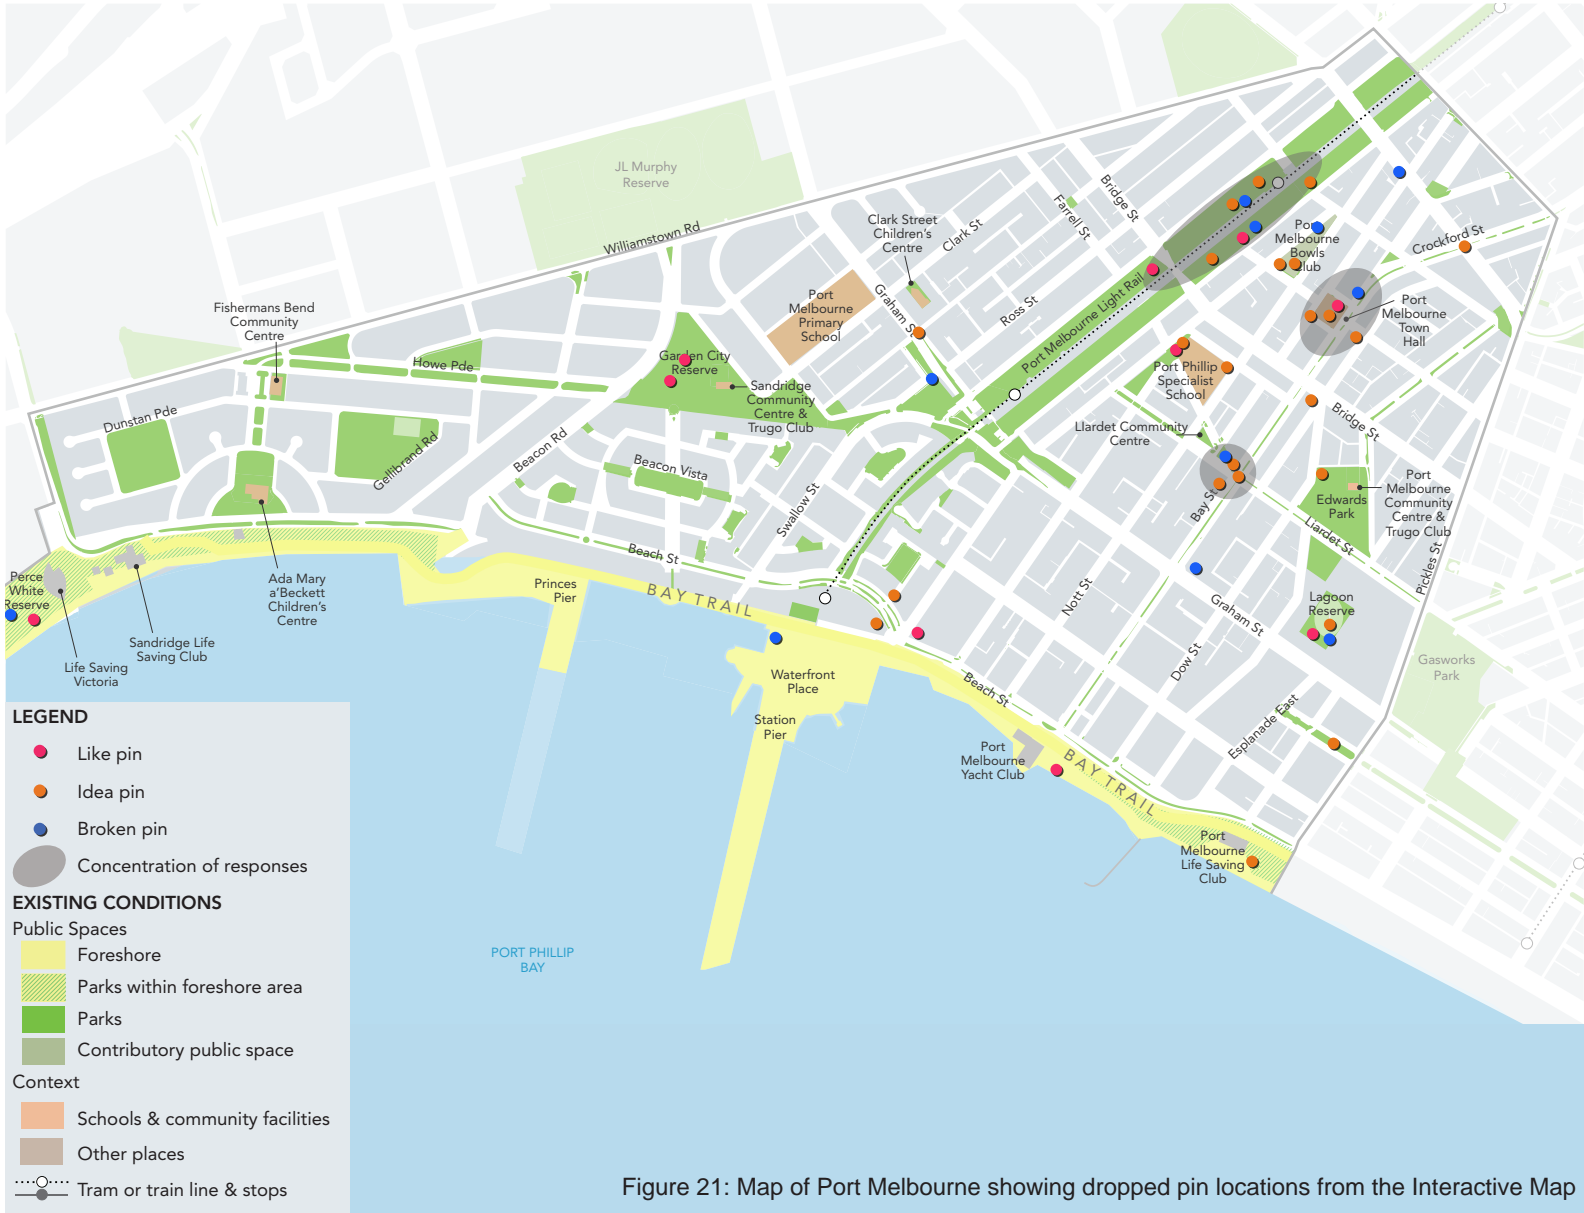 JL Murphy
Reserve
Williamstown Rd
Clark Street
Children's
Centre
Clark St
Farrell St
Bridge St
Port
Melbourne
Bowls
Club
Crockford St
Fishermans Bend
Community
Centre
Port
Melbourne
Primary
School
Graham St
Ross St
Port Melbourne Light Rail
Port
Melbourne
Town
Hall
Howe Pde
Garden City
Reserve
Sandridge
Community
Centre &
Trugo Club
Port Phillip
Specialist
School
Dunstan Pde
Gellibrand Rd
Beacon Rd
Beacon Vista
Swallow St
Llardet Community
Centre
Bridge St
Bay St
Edwards
Park
Port
Melbourne
Community
Centre &
Trugo Club
Liardet St
Pickles St
Beach St
Princes
Pier
BAY TRAIL
Nott St
Graham St
Lagoon
Reserve
Dow St
Gasworks
Park
Perce
White
Reserve
Ada Mary
a'Beckett
Children's
Centre
Sandridge Life
Saving Club
Life Saving
Victoria
Waterfront
Place
Station
Pier
Beach St
Esplanade East
Port
Melbourne
Yacht Club
BAY TRAIL
Port
Melbourne
Life Saving
Club
PORT PHILLIP
BAY
LEGEND
Like pin
Idea pin
Broken pin
Concentration of responses
EXISTING CONDITIONS
Public Spaces
Foreshore
Parks within foreshore area
Parks
Contributory public space
Context
Schools & community facilities
Other places
Tram or train line & stops
Figure 21: Map of Port Melbourne showing dropped pin locations from the Interactive Map